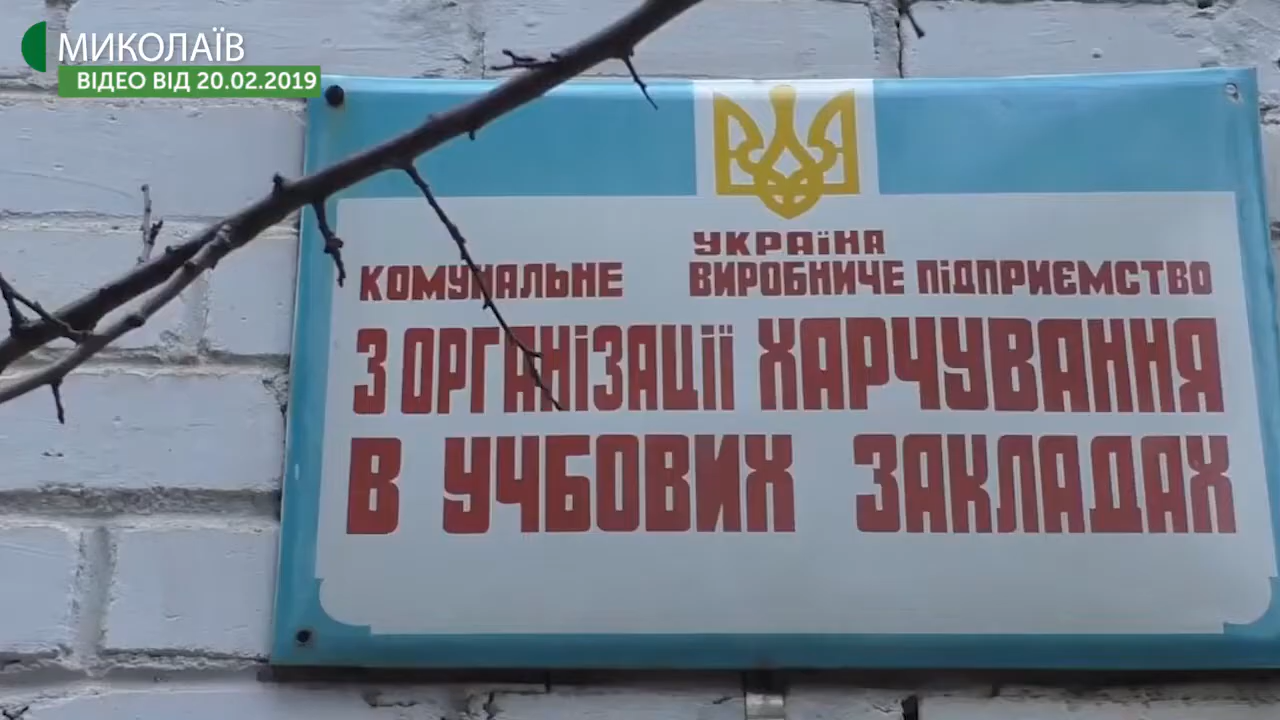 МИКОЛАЇВ
ВІДЕО ВІД 20.02.2019
УКРАЇНА
КОМУНАЛЬНЕ ВИРОБНИЧЕ ПІДПРИЄМСТВО
З ОРГАНІЗАЦІЇ ХАРЧУВАННЯ
В УЧБОВИХ ЗАКЛАДАХ